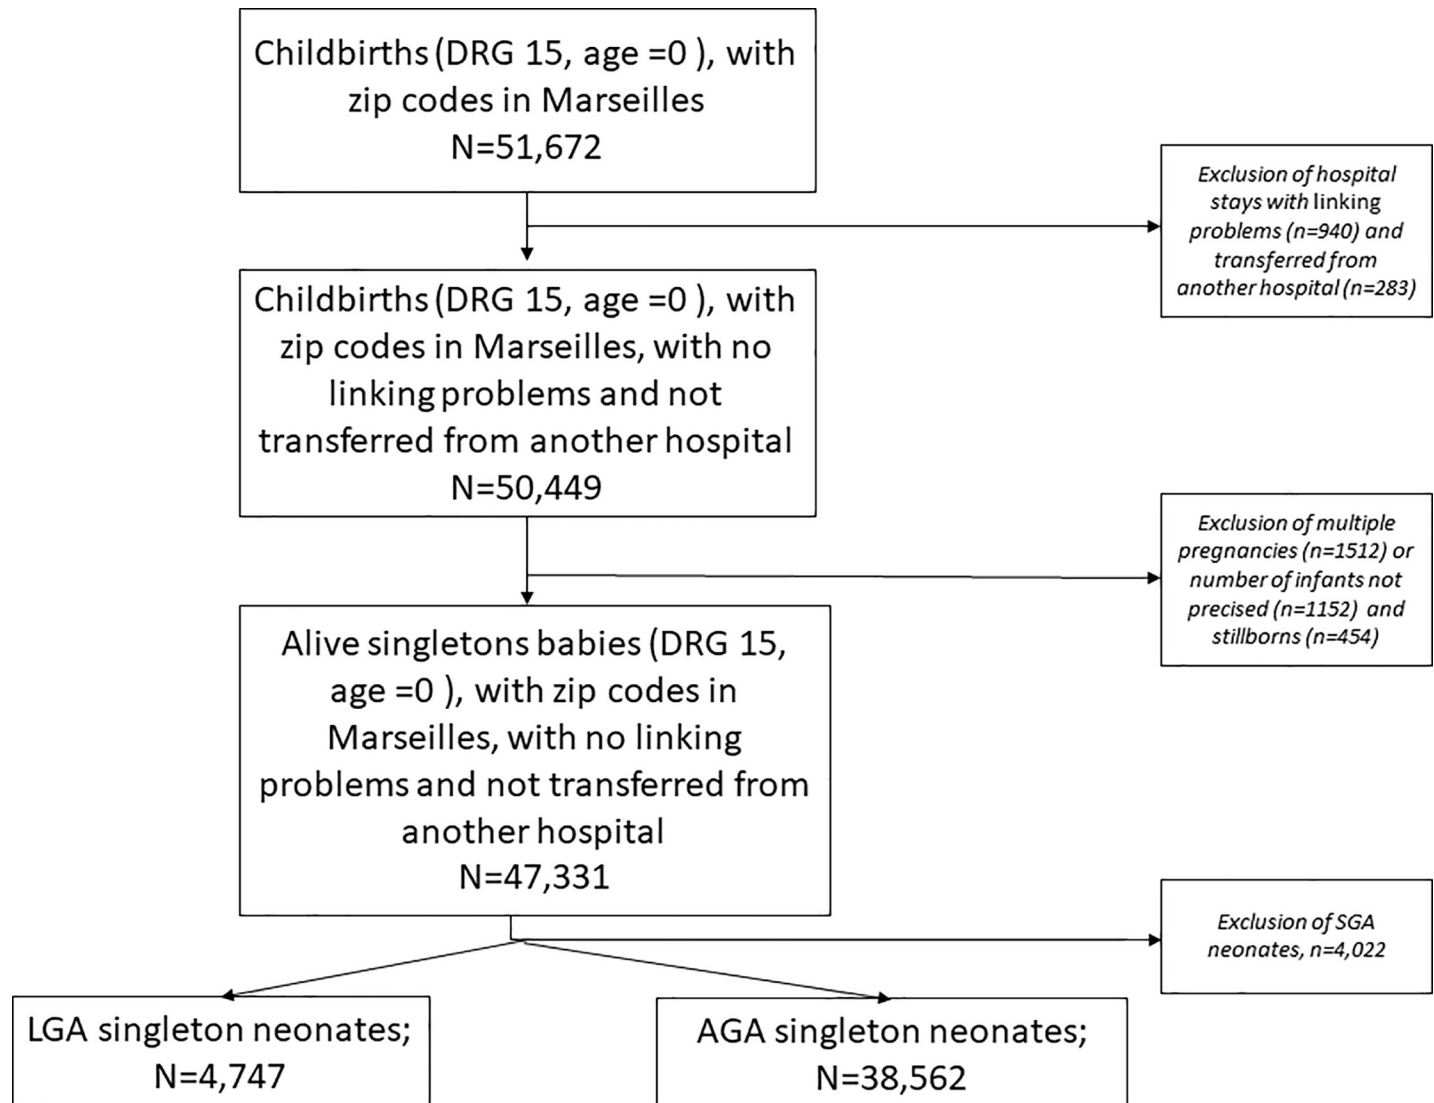 Childbirths (DRG 15, age =0 ), with
zip codes in Marseilles
N=51,672
Exclusion of hospital
stays with linking
problems (n=940) and
transferred from
another hospital (n=283)
Childbirths (DRG 15, age =0 ), with
zip codes in Marseilles, with no
linking problems and not
transferred from another hospital
N=50,449
Exclusion of multiple
pregnancies (n=1512) or
number of infants not
precised (n=1152) and
stillborns (n=454)
Alive singletons babies (DRG 15,
age =0 ), with zip codes in
Marseilles, with no linking
problems and not transferred from
another hospital
N=47,331
Exclusion of SGA
neonates, n=4,022
LGA singleton neonates;
N=4,747
AGA singleton neonates;
N=38,562